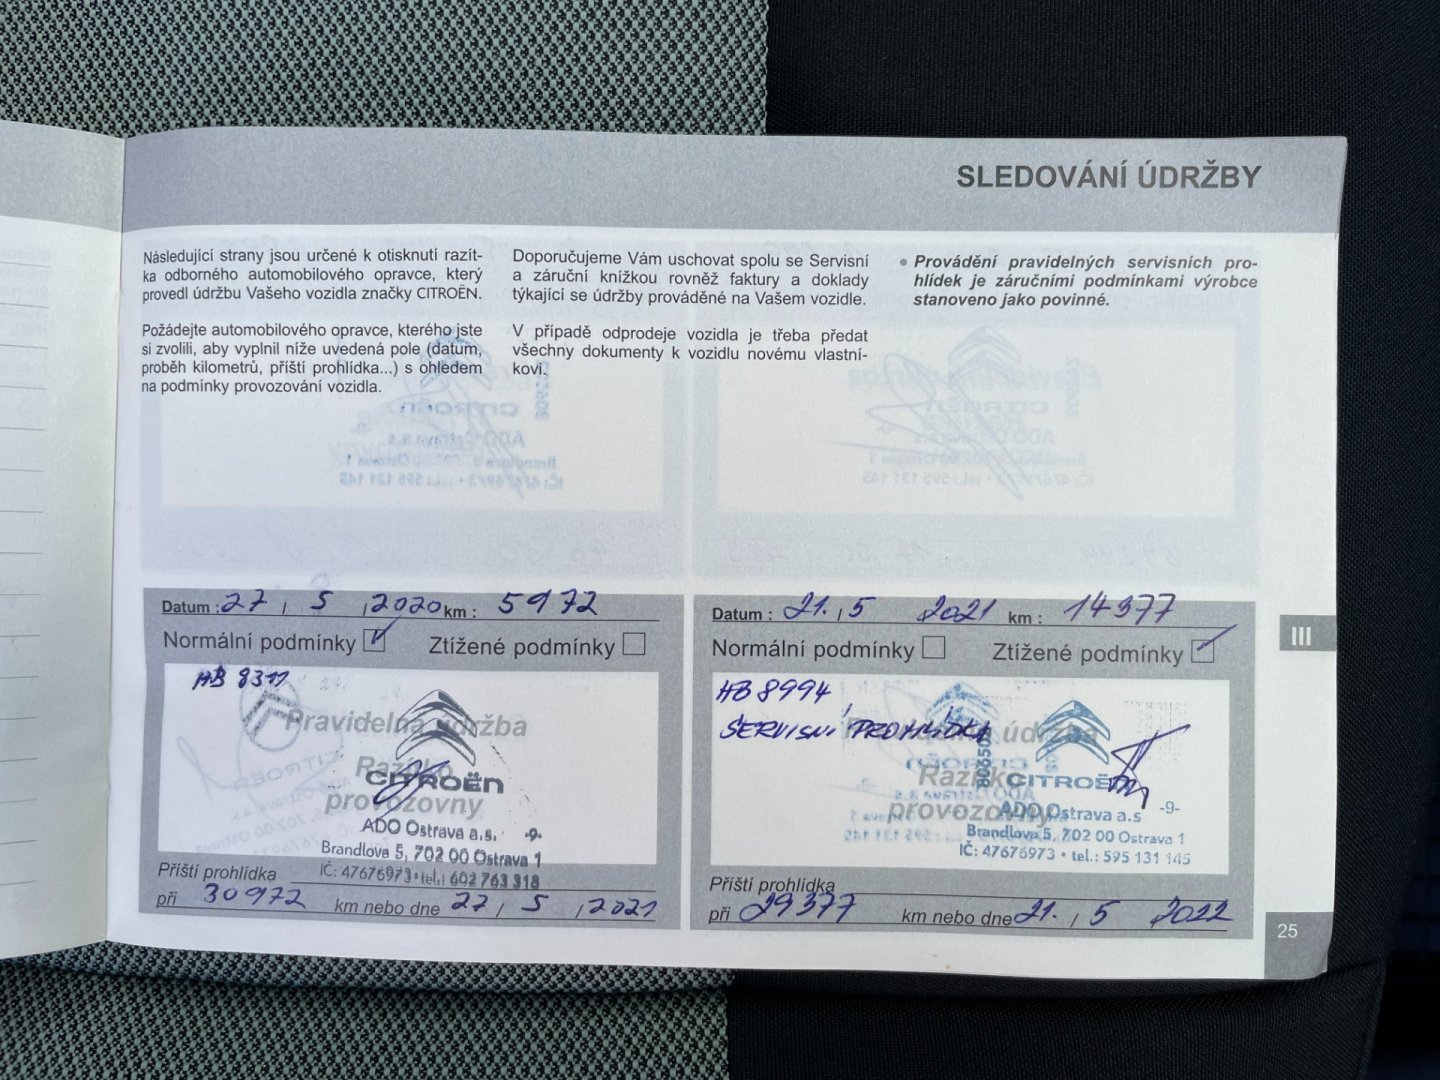 SLEDOVÁNÍ ÚDRŽBY
Následující strany jsou určené k otisknutí razít-
ka odborného automobilového opravce, který
provedl údržbu Vašeho vozidla značky CITROËN.
Požádejte automobilového opravce, kterého jste
si zvolili, aby vyplnil níže uvedená pole (datum,
proběh kilometrů, příští prohlídka...) s ohledem
na podmínky provozování vozidla.
Doporučujeme Vám uschovat spolu se Servisní
a záruční knížkou rovněž faktury a doklady
týkající se údržby prováděné na Vašem vozidle.
V případě odprodeje vozidla je třeba předat
všechny dokumenty k vozidlu novému vlastní-
kovi.
• Provádění pravidelných servisních pro-
hlídek je záručními podmínkami výrobce
stanoveno jako povinné.
Datum : 27 / 5 / 2020 km : 5972
Normální podmínky Ztížené podmínky
AB 8311
Pravidelná údržba
Razítko
provozovny
CITROËN
ADO Ostrava a.s. -9-
Brandlova 5, 702 00 Ostrava 1
IČ: 47676973 • tel.: 602 763 318
Příští prohlídka
při 30972 km nebo dne 27 / 5 / 2021
Datum : 21. / 5 2021 km : 14377
Normální podmínky Ztížené podmínky
AB 8994
SERVISNÍ PROHLÍDKA
Pravidelná údržba
Razítko
provozovny
CITROËN
ADO Ostrava a.s -9-
Brandlova 5, 702 00 Ostrava 1
IČ: 47676973 • tel.: 595 131 145
Příští prohlídka
při 29377 km nebo dne 21. / 5 2022
III
25